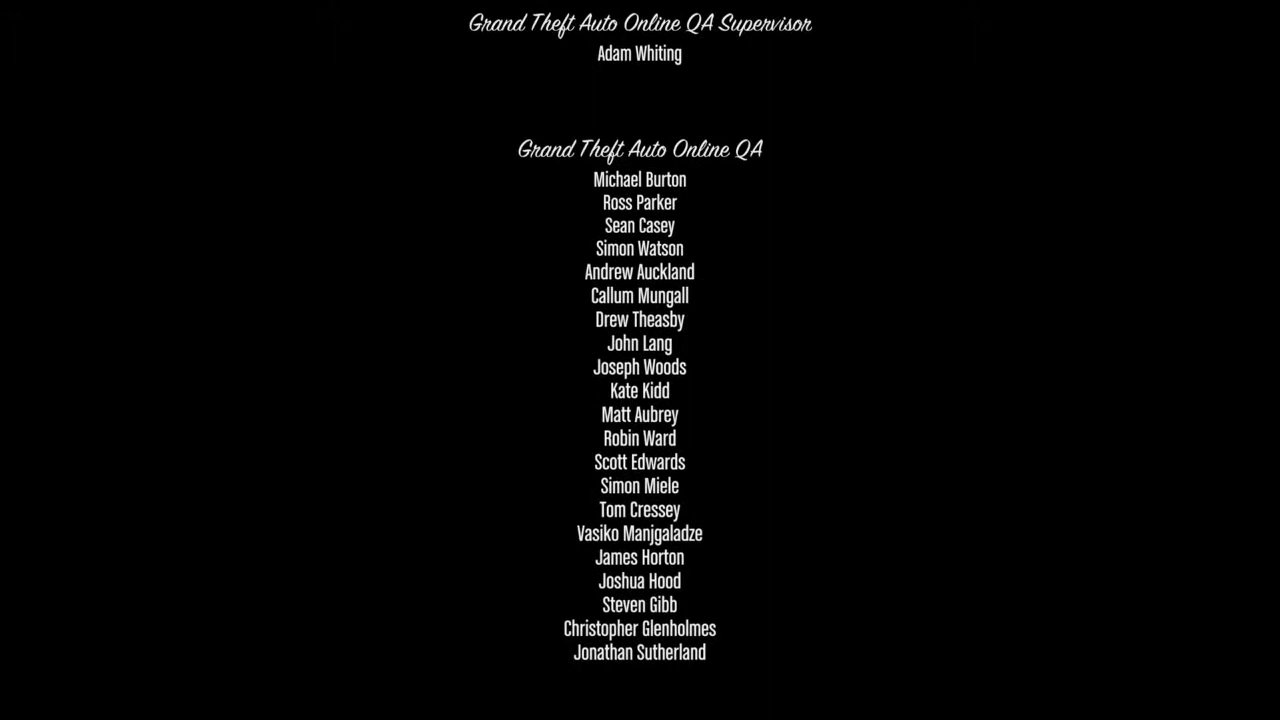 Grand Theft Auto Online QA Supervisor
Adam Whiting
Grand Theft Auto Online QA
Michael Burton
Ross Parker
Sean Casey
Simon Watson
Andrew Auckland
Callum Mungall
Drew Theasby
John Lang
Joseph Woods
Kate Kidd
Matt Aubrey
Robin Ward
Scott Edwards
Simon Miele
Tom Cressey
Vasiko Manjgaladze
James Horton
Joshua Hood
Steven Gibb
Christopher Glenholmes
Jonathan Sutherland